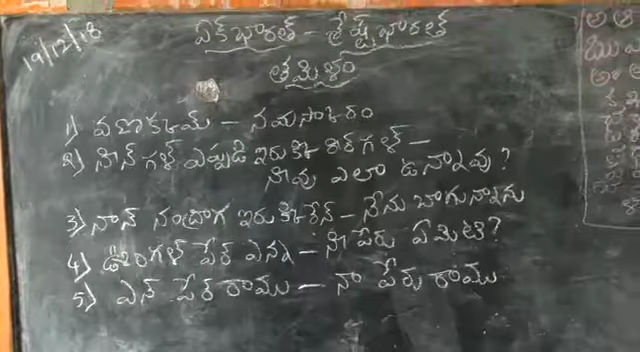 19/12/18
ఏక్ భారత్ - శ్రేష్ఠ భారత్
తమిళం
1) వణక్కమ్ - నమస్కారం
2) నీన్గళ్ ఎప్పుడి ఇరుక్కిరిర్గళ్ -
నీవు ఎలా ఉన్నావు?
3) నాన్ నండ్రాగ ఇరుక్కిరేన్ - నేను బాగున్నాను
4) ఉంగళ్ పేర్ ఎన్న - నీ పేరు ఏమిటి?
5) ఎన్ పేర్ రాము - నా పేరు రాము
అ ఆ